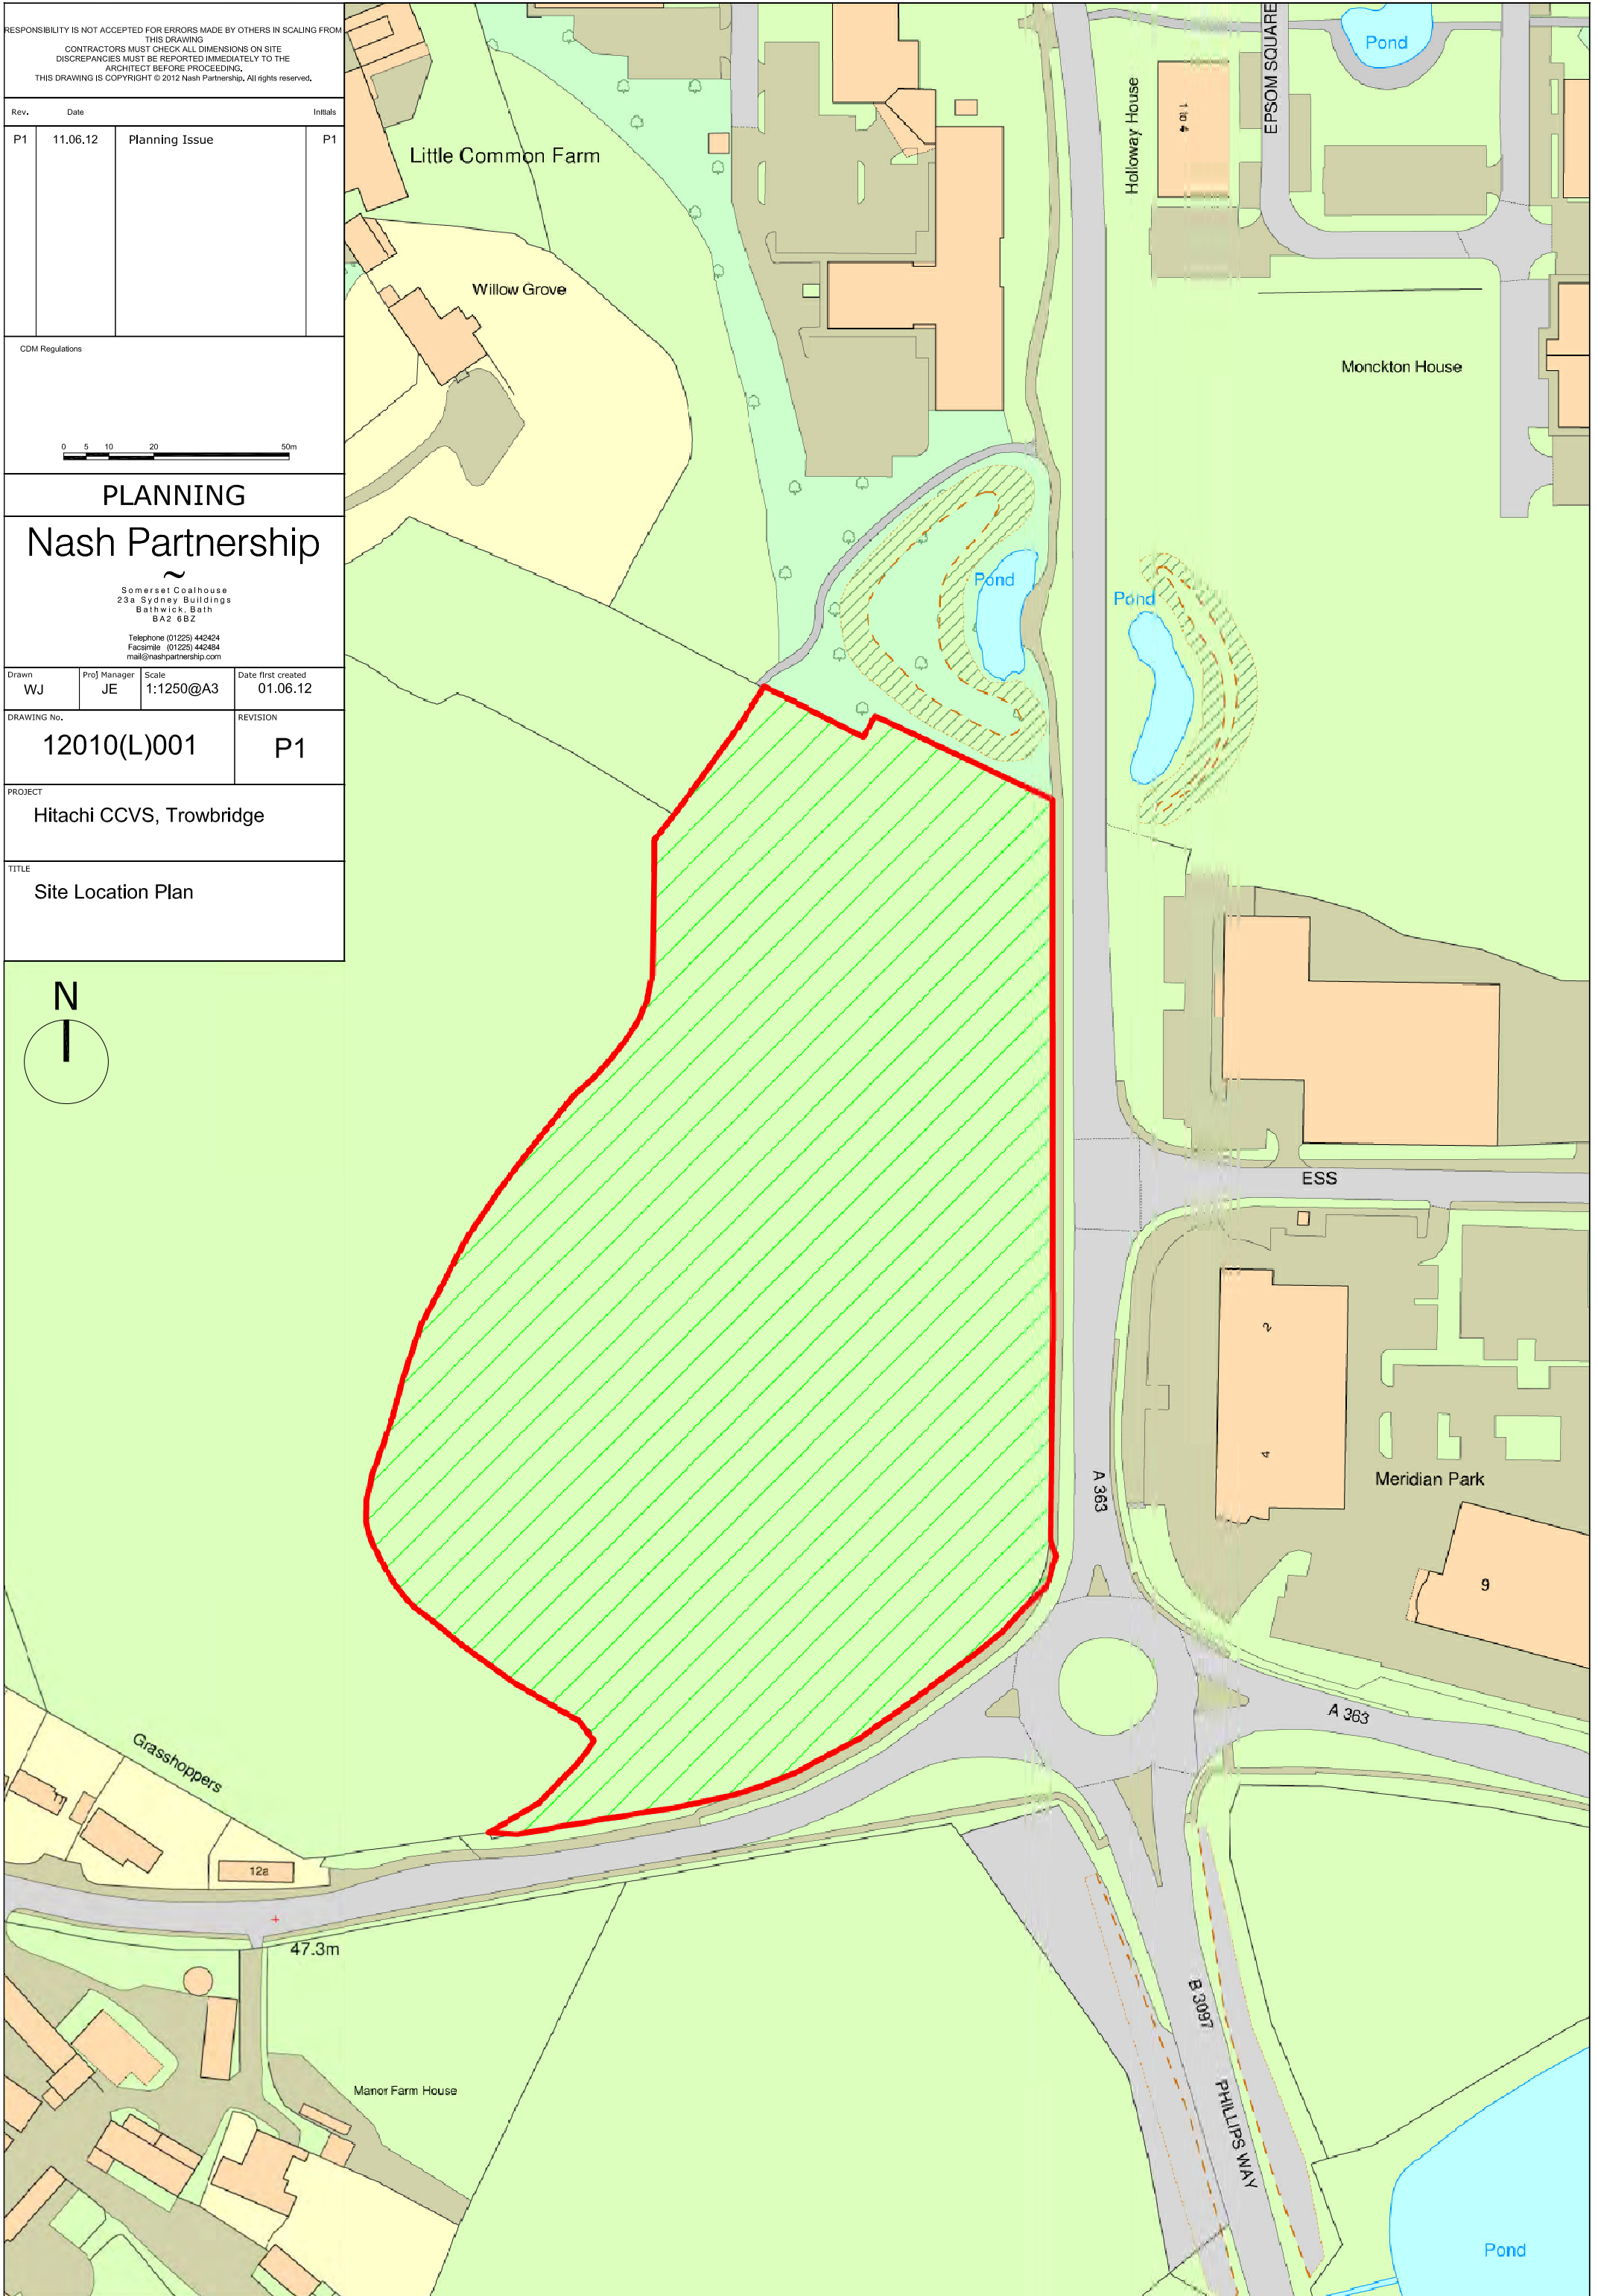 RESPONSIBILITY IS NOT ACCEPTED FOR ERRORS MADE BY OTHERS IN SCALING FROM
THIS DRAWING
CONTRACTORS MUST CHECK ALL DIMENSIONS ON SITE
DISCREPANCIES MUST BE REPORTED IMMEDIATELY TO THE
ARCHITECT BEFORE PROCEEDING.
THIS DRAWING IS COPYRIGHT © 2012 Nash Partnership. All rights reserved.
Rev. Date Initials
P1 11.06.12 Planning Issue P1
CDM Regulations
0 5 10 20 50m
PLANNING
Nash Partnership
~
Somerset Coalhouse
23a Sydney Buildings
Bathwick, Bath
BA2 6BZ
Telephone (01225) 442424
Facsimile (01225) 442484
mail@nashpartnership.com
Drawn Proj Manager Scale Date first created
WJ JE 1:1250@A3 01.06.12
DRAWING No. REVISION
12010(L)001 P1
PROJECT
Hitachi CCVS, Trowbridge
TITLE
Site Location Plan
N
Little Common Farm
Willow Grove
Holloway House
1 to 4
EPSOM SQUARE
Pond
Monckton House
Pond
Pond
ESS
2
4
A 363
Meridian Park
9
A 363
Grasshoppers
12a
47.3m
Manor Farm House
B 3097
PHILLIPS WAY
Pond